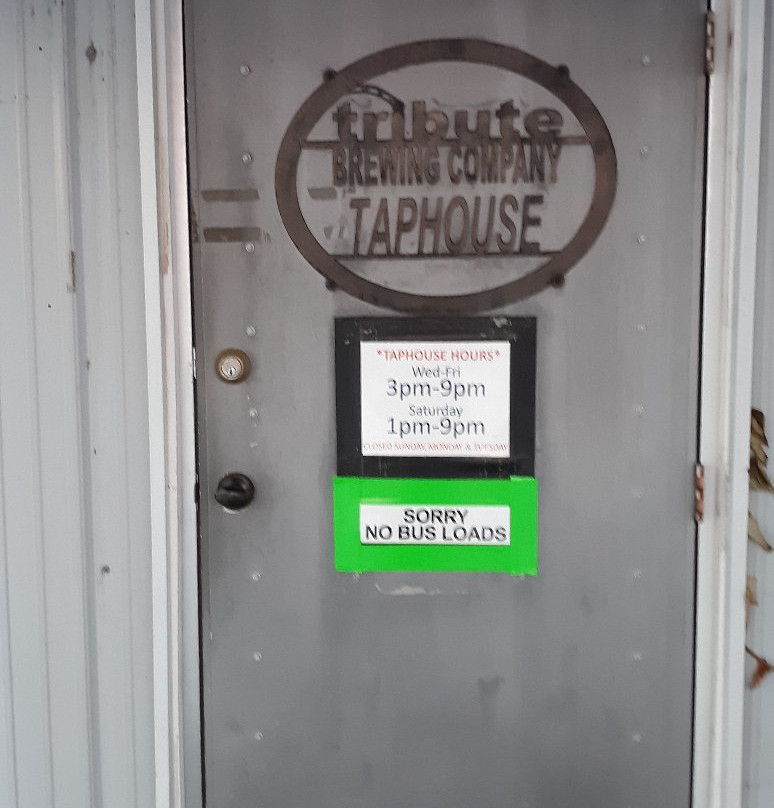 tribute
BREWING COMPANY
TAPHOUSE
*TAPHOUSE HOURS*
Wed-Fri
3pm-9pm
Saturday
1pm-9pm
CLOSED SUNDAY, MONDAY & TUESDAY
SORRY
NO BUS LOADS